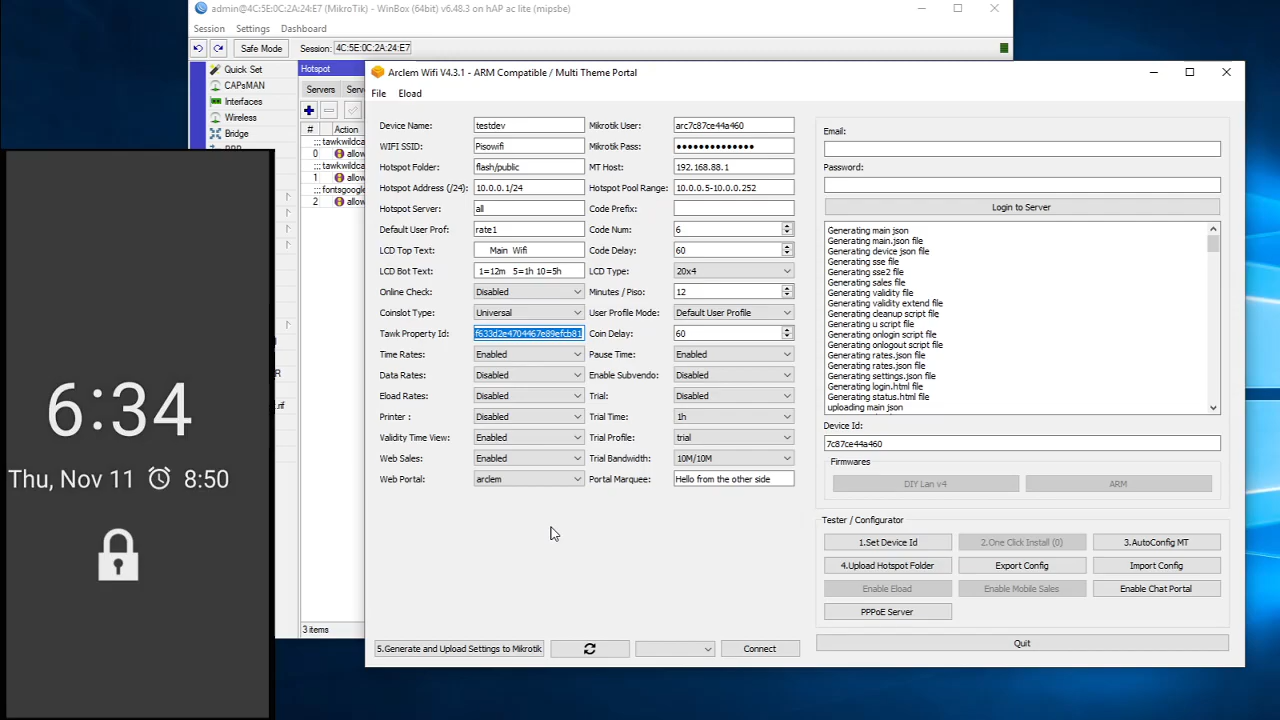 admin@4C:5E:0C:2A:24:E7 (MikroTik) - WinBox (64bit) v6.48.3 on hAP ac lite (mipsbe)
Session Settings Dashboard
Safe Mode Session: 4C:5E:0C:2A:24:E7
Quick Set
CAPsMAN
Interfaces
Wireless
Bridge
Hotspot
Servers
# Action
::: tawkwildca
0 allow
::: tawkwildca
1 allow
::: fontsgoogle
2 allow
3 items
6:34
Thu, Nov 11 8:50
Arclem Wifi V4.3.1 - ARM Compatible / Multi Theme Portal
File Eload
Device Name: testdev Mikrotik User: arc7c87ce44a460
WIFI SSID: Pisowifi Mikrotik Pass: ••••••••••••••
Hotspot Folder: flash/public MT Host: 192.168.88.1
Hotspot Address (/24): 10.0.0.1/24 Hotspot Pool Range: 10.0.0.5-10.0.0.252
Hotspot Server: all Code Prefix:
Default User Prof: rate1 Code Num: 6
LCD Top Text: Main Wifi Code Delay: 60
LCD Bot Text: 1=12m 5=1h 10=5h LCD Type: 20x4
Online Check: Disabled Minutes / Piso: 12
Coinslot Type: Universal User Profile Mode: Default User Profile
Tawk Property Id: f633d2e4704467e89efcb81 Coin Delay: 60
Time Rates: Enabled Pause Time: Enabled
Data Rates: Disabled Enable Subvendo: Disabled
Eload Rates: Disabled Trial: Disabled
Printer : Disabled Trial Time: 1h
Validity Time View: Enabled Trial Profile: trial
Web Sales: Enabled Trial Bandwidth: 10M/10M
Web Portal: arclem Portal Marquee: Hello from the other side
5.Generate and Upload Settings to Mikrotik Connect
Email:
Password:
Login to Server
Generating main json
Generating main.json file
Generating device json file
Generating sse file
Generating sse2 file
Generating sales file
Generating validity file
Generating validity extend file
Generating cleanup script file
Generating u script file
Generating onlogin script file
Generating onlogout script file
Generating rates.json file
Generating rates.json file
Generating settings.json file
Generating login.html file
Generating status.html file
uploading main json
Device Id:
7c87ce44a460
Firmwares
DIY Lan v4 ARM
Tester / Configurator
1.Set Device Id 2.One Click Install (0) 3.AutoConfig MT
4.Upload Hotspot Folder Export Config Import Config
Enable Eload Enable Mobile Sales Enable Chat Portal
PPPoE Server
Quit